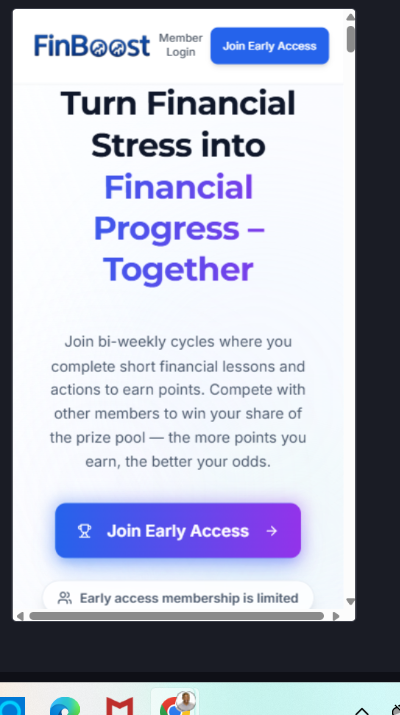 FinBoost
Member
Login
Join Early Access
Turn Financial
Stress into
Financial
Progress –
Together
Join bi-weekly cycles where you
complete short financial lessons and
actions to earn points. Compete with
other members to win your share of
the prize pool — the more points you
earn, the better your odds.
Join Early Access
Early access membership is limited